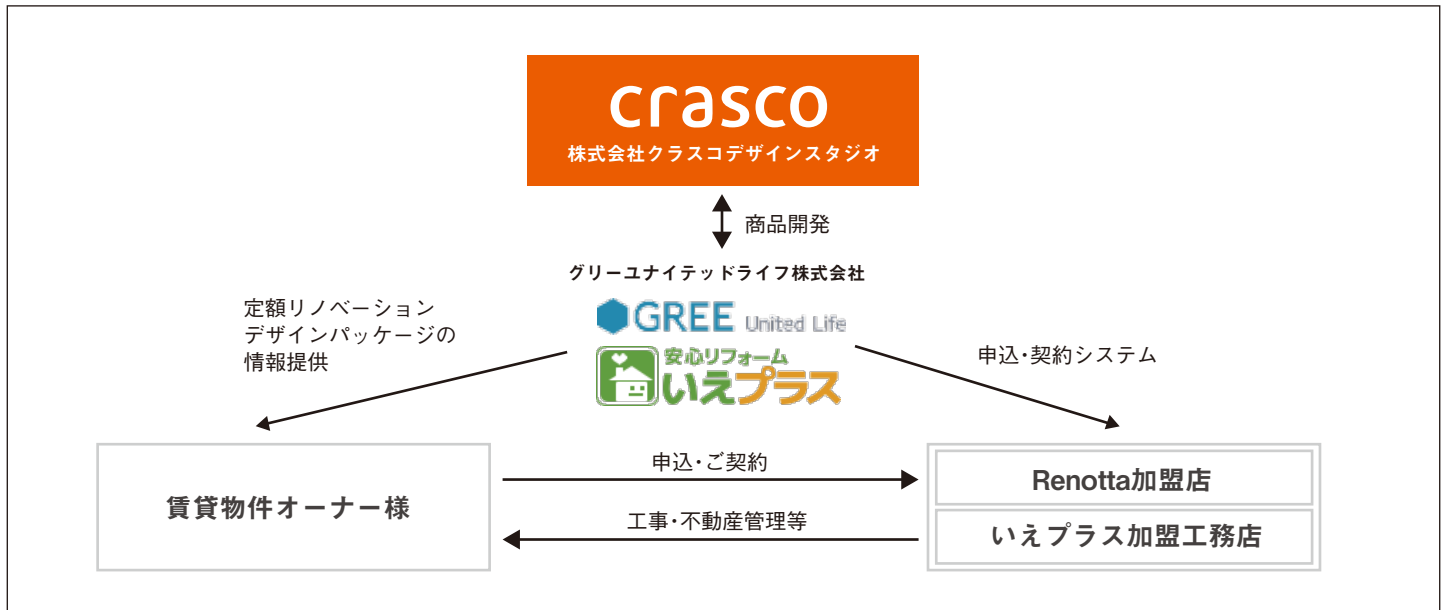 crasco
株式会社クラスコデザインスタジオ
商品開発
グリーユナイテッドライフ株式会社
GREE United Life
安心リフォーム
いえプラス
定額リノベーション
デザインパッケージの
情報提供
申込・契約システム
賃貸物件オーナー様
申込・ご契約
工事・不動産管理等
Renotta加盟店
いえプラス加盟工務店